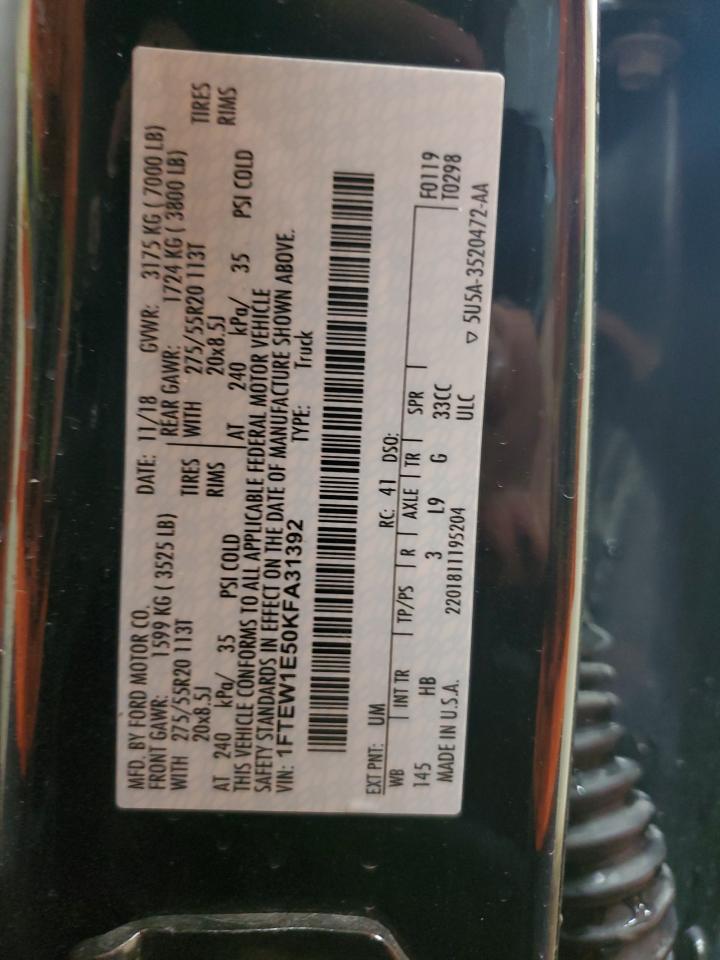 MFD. BY FORD MOTOR CO. DATE: 11/18 GVWR: 3175 KG ( 7000 LB)
FRONT GAWR: 1599 KG ( 3525 LB) REAR GAWR: 1724 KG ( 3800 LB)
WITH 275/55R20 113T TIRES WITH 275/55R20 113T TIRES
20x8.5J RIMS 20x8.5J RIMS
AT 240 kPa/ 35 PSI COLD AT 240 kPa/ 35 PSI COLD
THIS VEHICLE CONFORMS TO ALL APPLICABLE FEDERAL MOTOR VEHICLE
SAFETY STANDARDS IN EFFECT ON THE DATE OF MANUFACTURE SHOWN ABOVE.
VIN: 1FTEW1E50KFA31392 TYPE: Truck
EXT PNT: UM RC: 41 DSO:
WB INT TR TP/PS R AXLE TR SPR F0119
145 HB 3 L9 G 33CC T0298
MADE IN U.S.A. 2201811195204 ULC ▽ 5U5A-3520472-AA